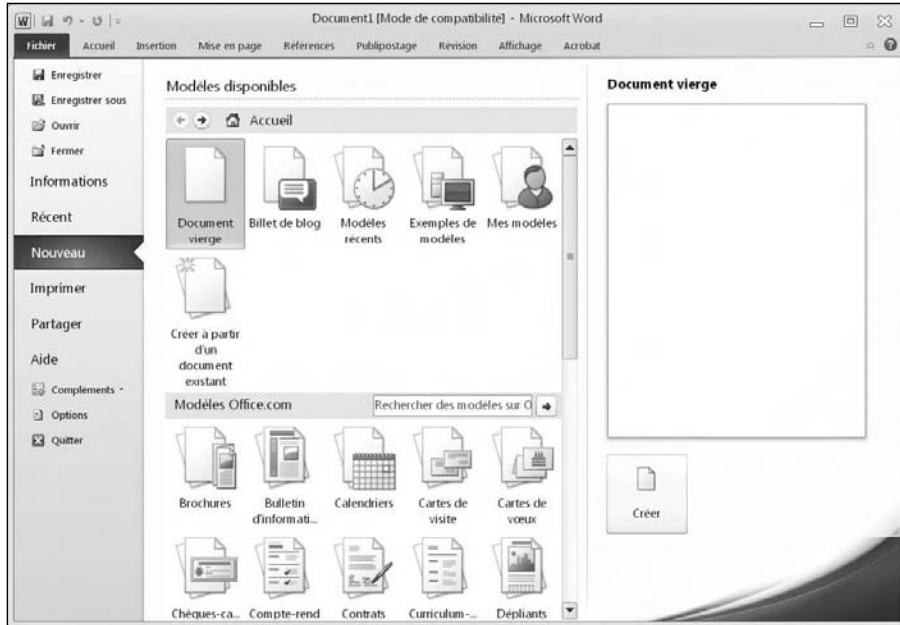 Document1 [Mode de compatibilité] - Microsoft Word
Fichier Accueil Insertion Mise en page Références Publipostage Révision Affichage Acrobat
Enregistrer
Enregistrer sous
Ouvrir
Fermer
Informations
Récent
Nouveau
Imprimer
Partager
Aide
Compléments
Options
Quitter
Modèles disponibles
Accueil
Document
vierge
Billet de blog
Modèles
récents
Exemples de
modèles
Mes modèles
Créer à partir
d'un
document
existant
Modèles Office.com
Rechercher des modèles sur O
Brochures
Bulletin
d'informati...
Calendriers
Cartes de
visite
Cartes de
vœux
Chèques-ca...
Compte-rend
Contrats
Curriculum-...
Dépliants
Document vierge
Créer